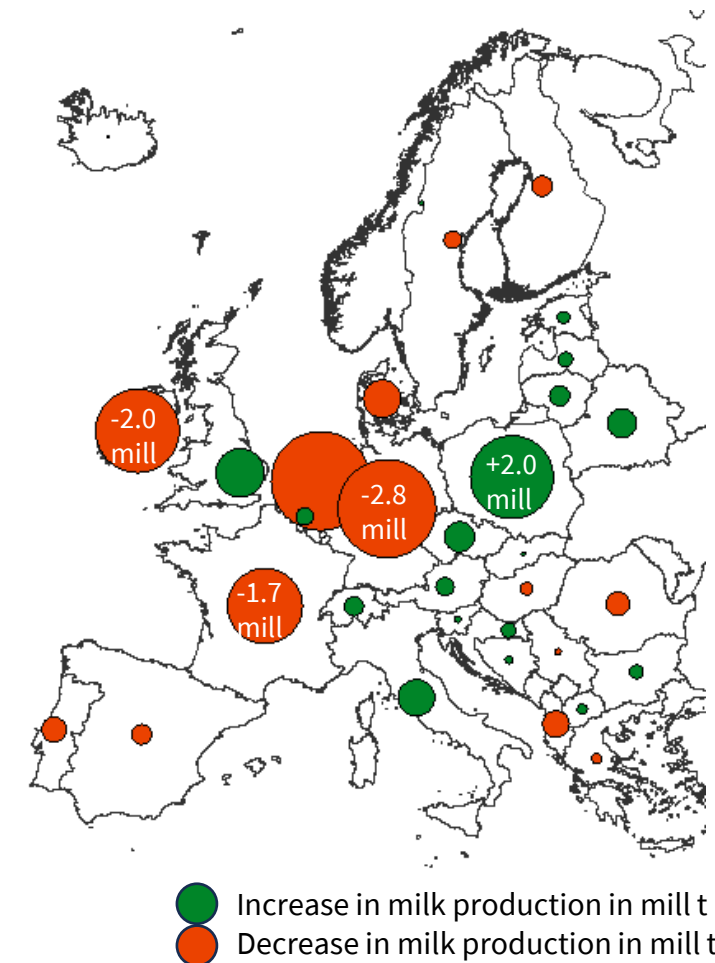 -2.0
mill
+2.0
mill
-2.8
mill
-1.7
mill
Increase in milk production in mill t
Decrease in milk production in mill t